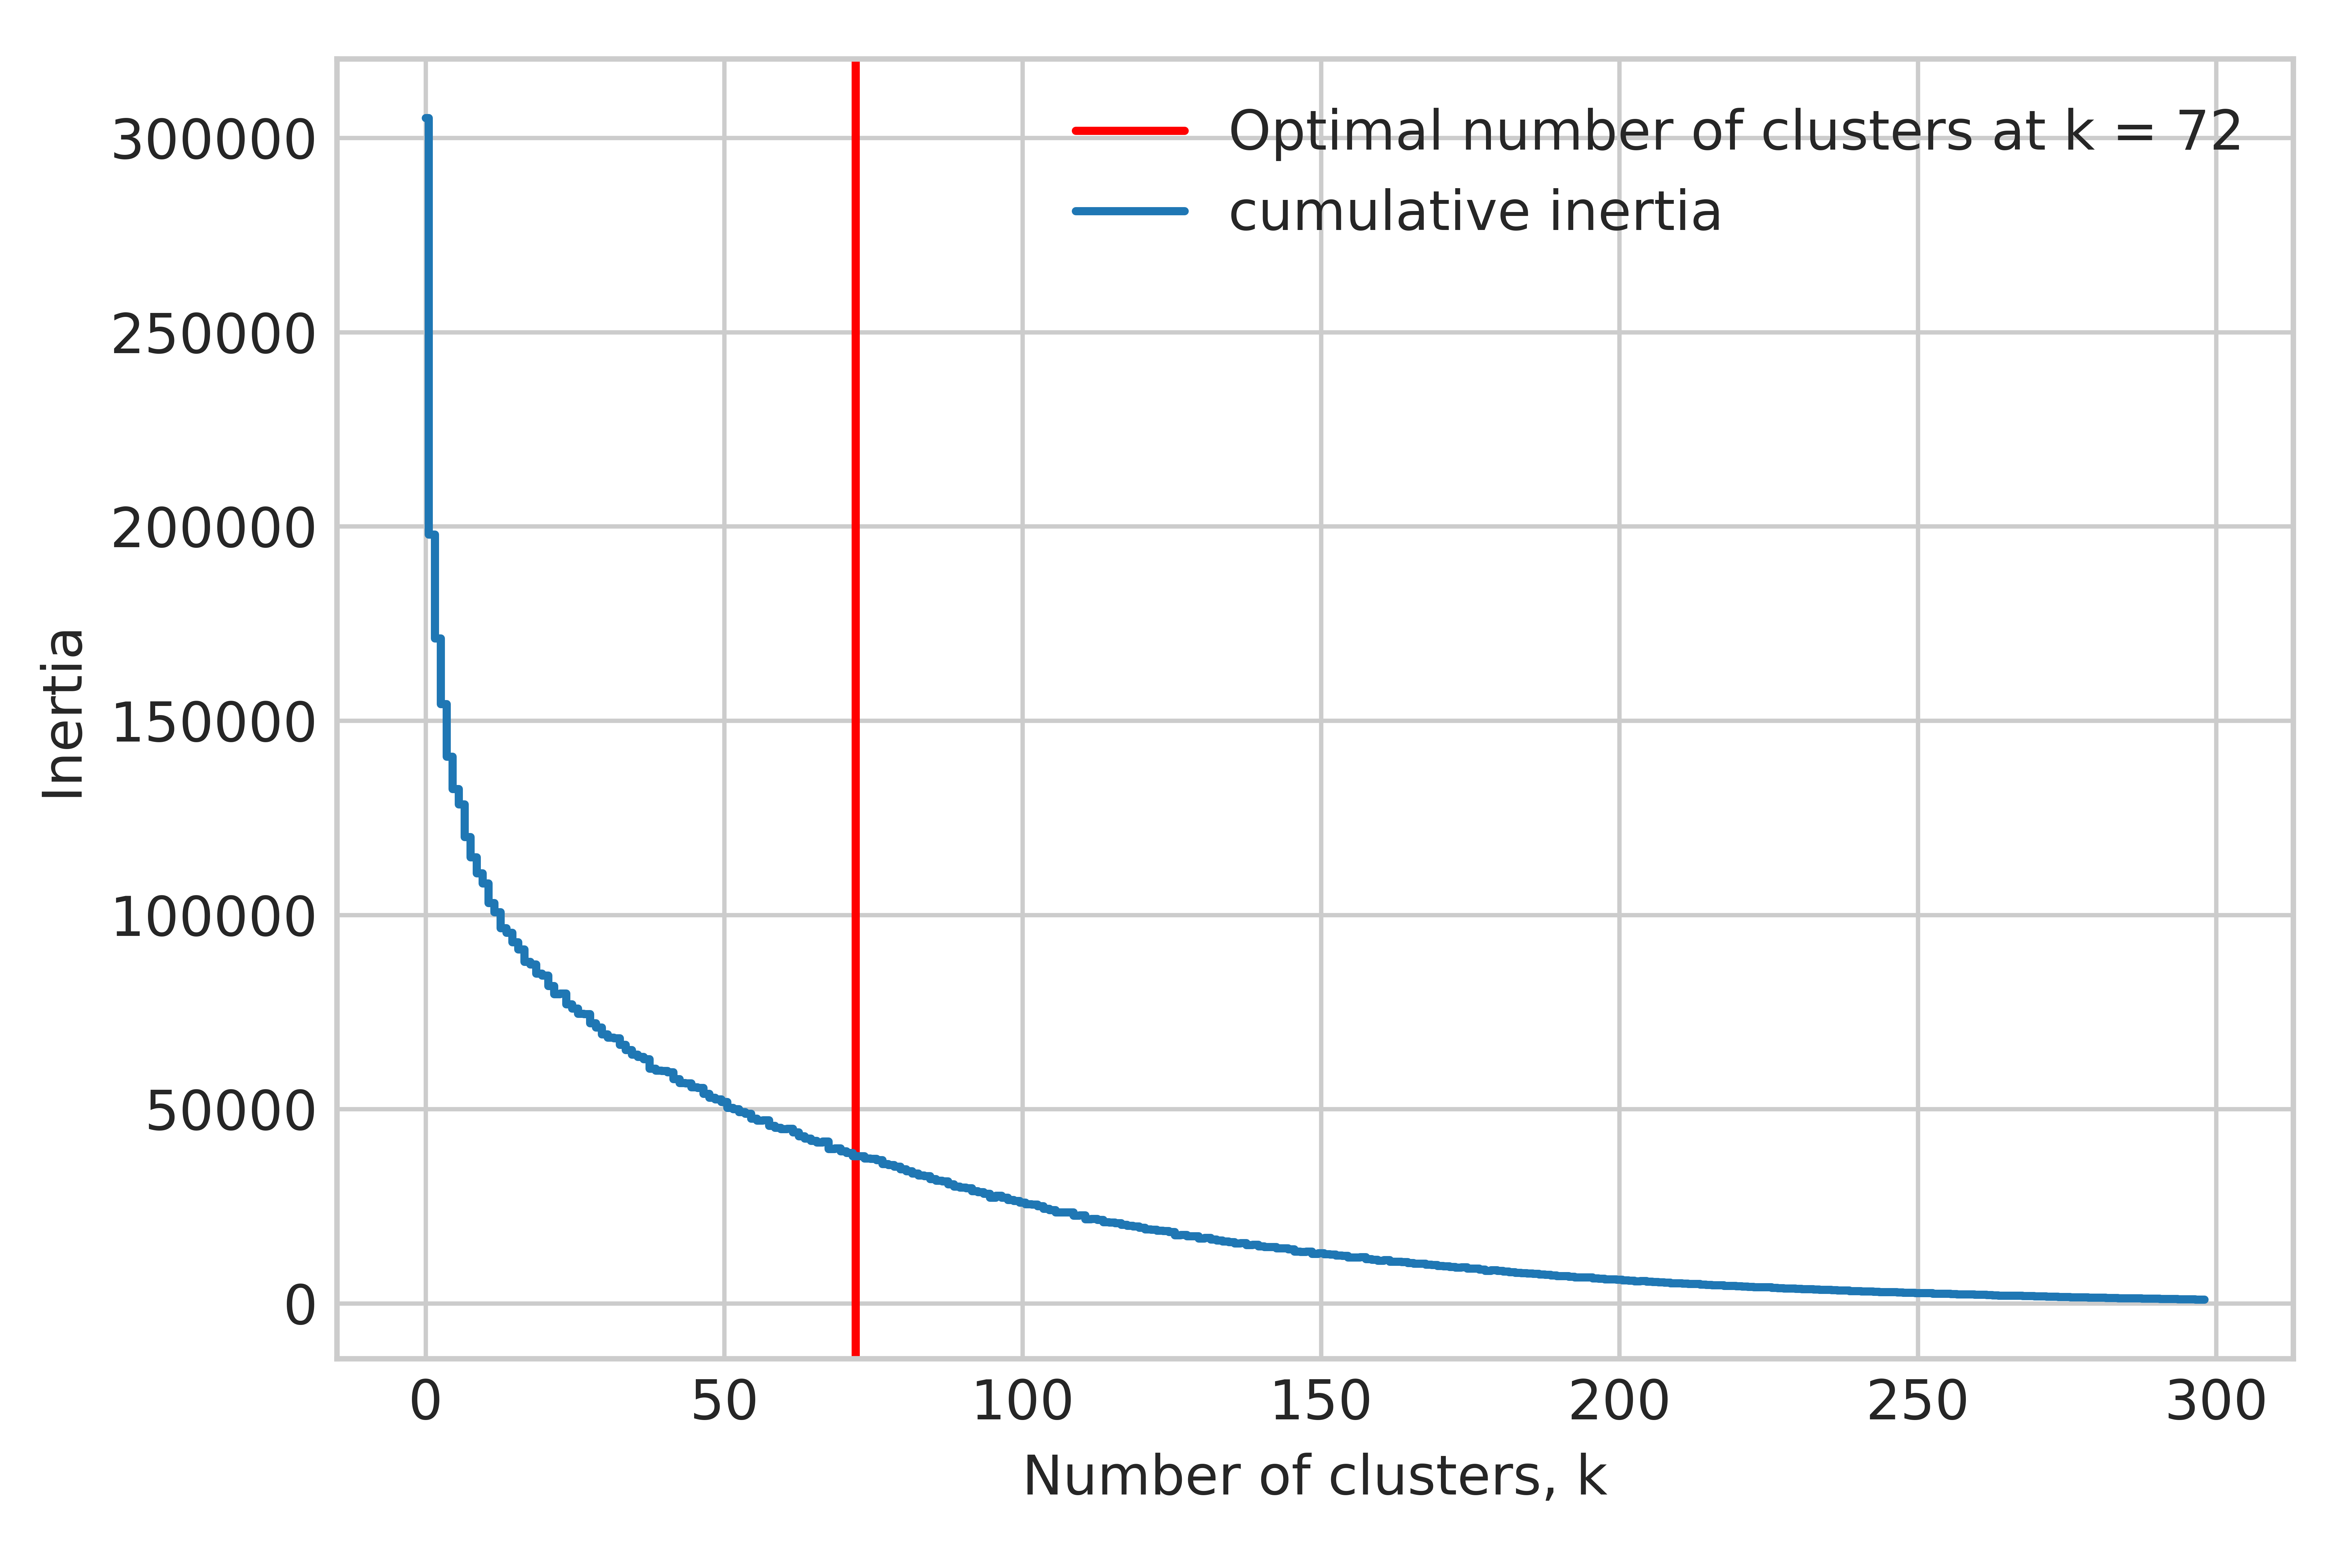 Optimal number of clusters at k = 72
cumulative inertia
300000
250000
200000
150000
100000
50000
0
Inertia
0 50 100 150 200 250 300
Number of clusters, k